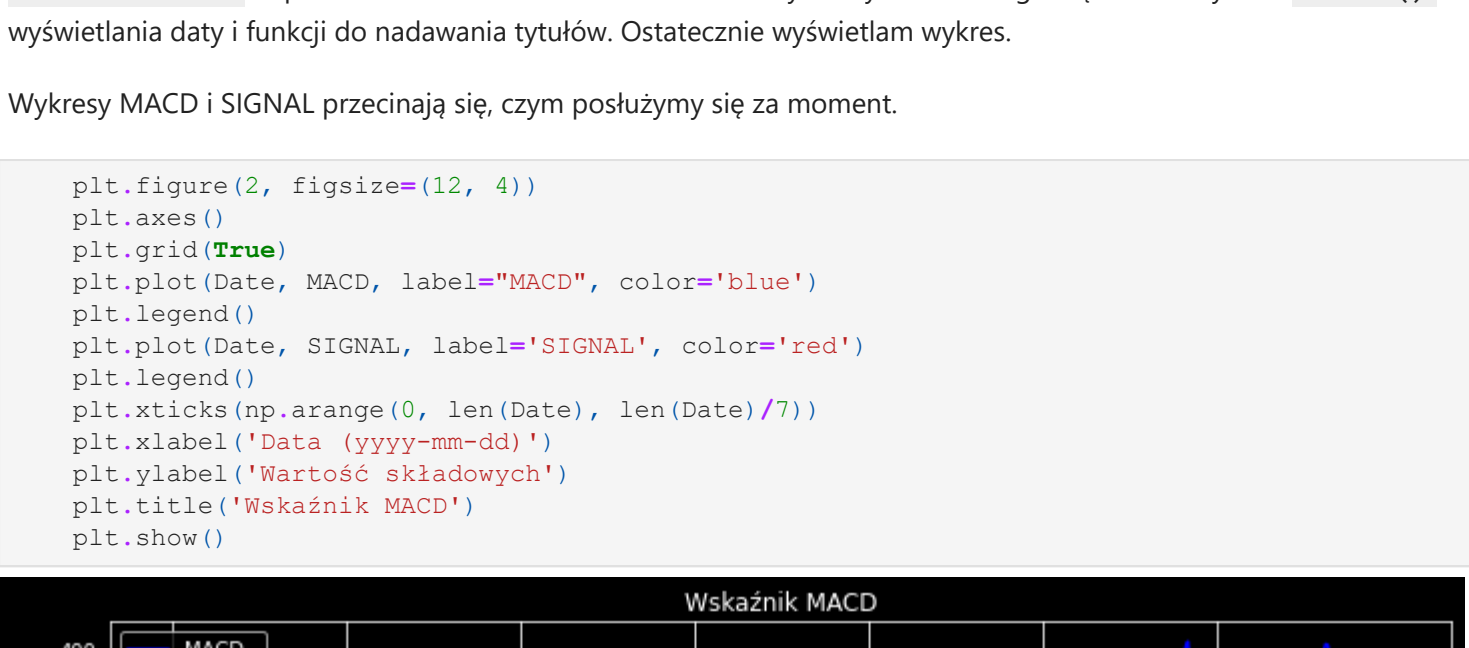 wyświetlania daty i funkcji do nadawania tytułów. Ostatecznie wyświetlam wykres.
Wykresy MACD i SIGNAL przecinają się, czym posłużymy się za moment.
plt.figure(2, figsize=(12, 4))
plt.axes()
plt.grid(True)
plt.plot(Date, MACD, label="MACD", color='blue')
plt.legend()
plt.plot(Date, SIGNAL, label='SIGNAL', color='red')
plt.legend()
plt.xticks(np.arange(0, len(Date), len(Date)/7))
plt.xlabel('Data (yyyy-mm-dd)')
plt.ylabel('Wartość składowych')
plt.title('Wskaźnik MACD')
plt.show()
Wskaźnik MACD
MACD